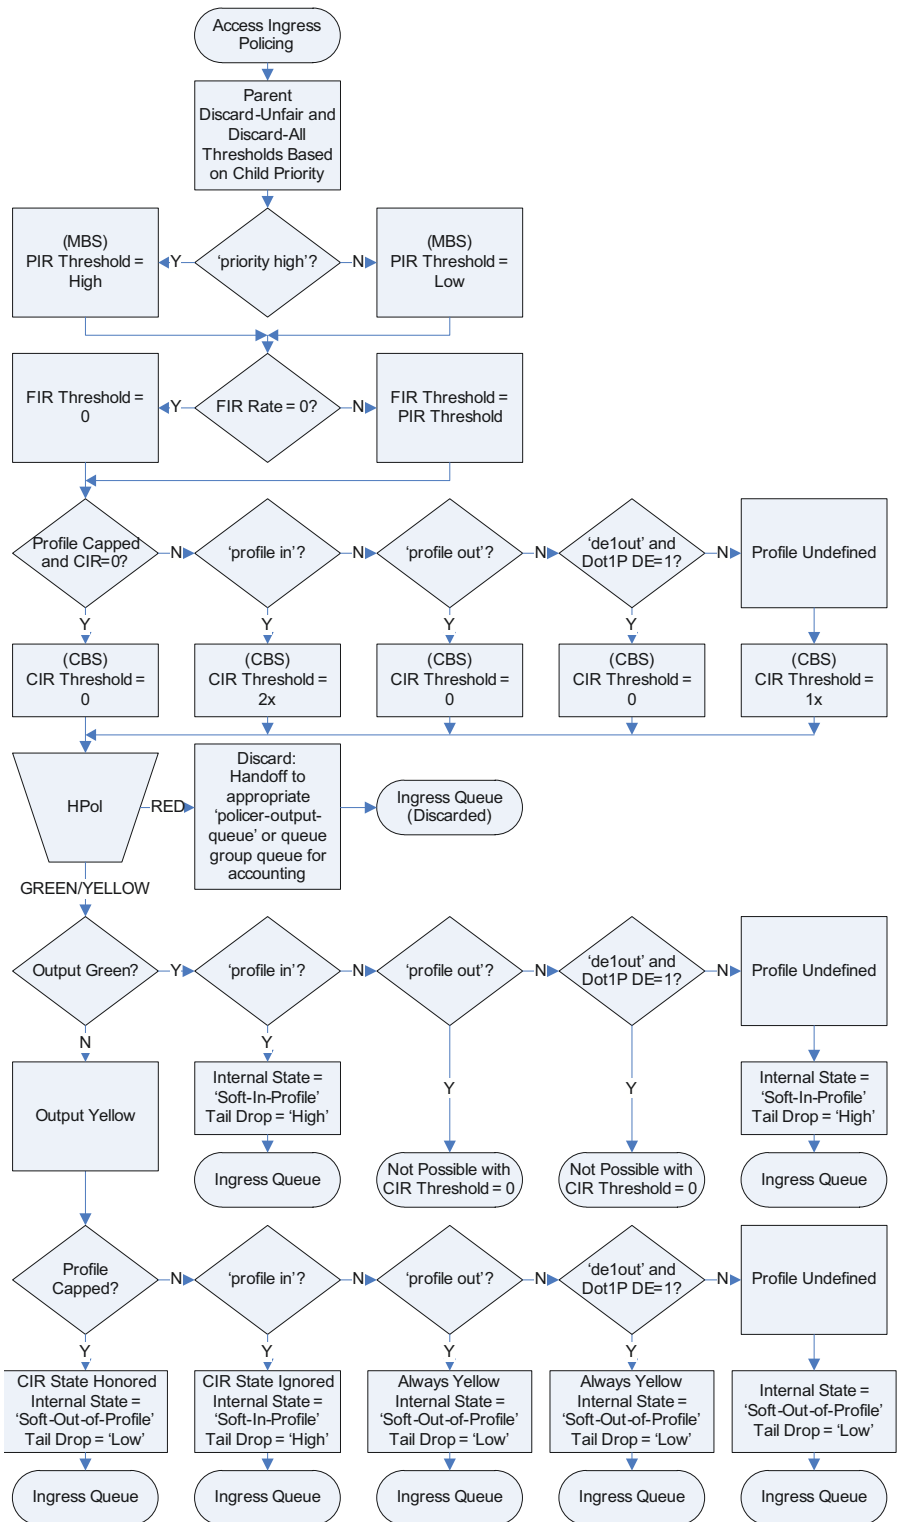 Access Ingress
Policing
Parent
Discard-Unfair and
Discard-All
Thresholds Based
on Child Priority
(MBS)
PIR Threshold =
High
Y
‘priority high’?
N
(MBS)
PIR Threshold =
Low
FIR Threshold =
0
Y
FIR Rate = 0?
N
FIR Threshold =
PIR Threshold
Profile Capped
and CIR=0?
N
‘profile in’?
N
‘profile out’?
N
‘de1out’ and
Dot1P DE=1?
N
Profile Undefined
Y
Y
Y
Y
(CBS)
CIR Threshold =
0
(CBS)
CIR Threshold =
2x
(CBS)
CIR Threshold =
0
(CBS)
CIR Threshold =
0
(CBS)
CIR Threshold =
1x
HPol
RED
Discard:
Handoff to
appropriate
‘policer-output-
queue’ or queue
group queue for
accounting
Ingress Queue
(Discarded)
GREEN/YELLOW
Output Green?
Y
‘profile in’?
N
‘profile out’?
N
‘de1out’ and
Dot1P DE=1?
N
Profile Undefined
N
Y
Y
Y
Output Yellow
Internal State =
‘Soft-In-Profile’
Tail Drop = ‘High’
Internal State =
‘Soft-In-Profile’
Tail Drop = ‘High’
Ingress Queue
Not Possible with
CIR Threshold = 0
Not Possible with
CIR Threshold = 0
Ingress Queue
Profile
Capped?
N
‘profile in’?
N
‘profile out’?
N
‘de1out’ and
Dot1P DE=1?
N
Profile Undefined
Y
Y
Y
Y
CIR State Honored
Internal State =
‘Soft-Out-of-Profile’
Tail Drop = ‘Low’
CIR State Ignored
Internal State =
‘Soft-In-Profile’
Tail Drop = ‘High’
Always Yellow
Internal State =
‘Soft-Out-of-Profile’
Tail Drop = ‘Low’
Always Yellow
Internal State =
‘Soft-Out-of-Profile’
Tail Drop = ‘Low’
Internal State =
‘Soft-Out-of-Profile’
Tail Drop = ‘Low’
Ingress Queue
Ingress Queue
Ingress Queue
Ingress Queue
Ingress Queue